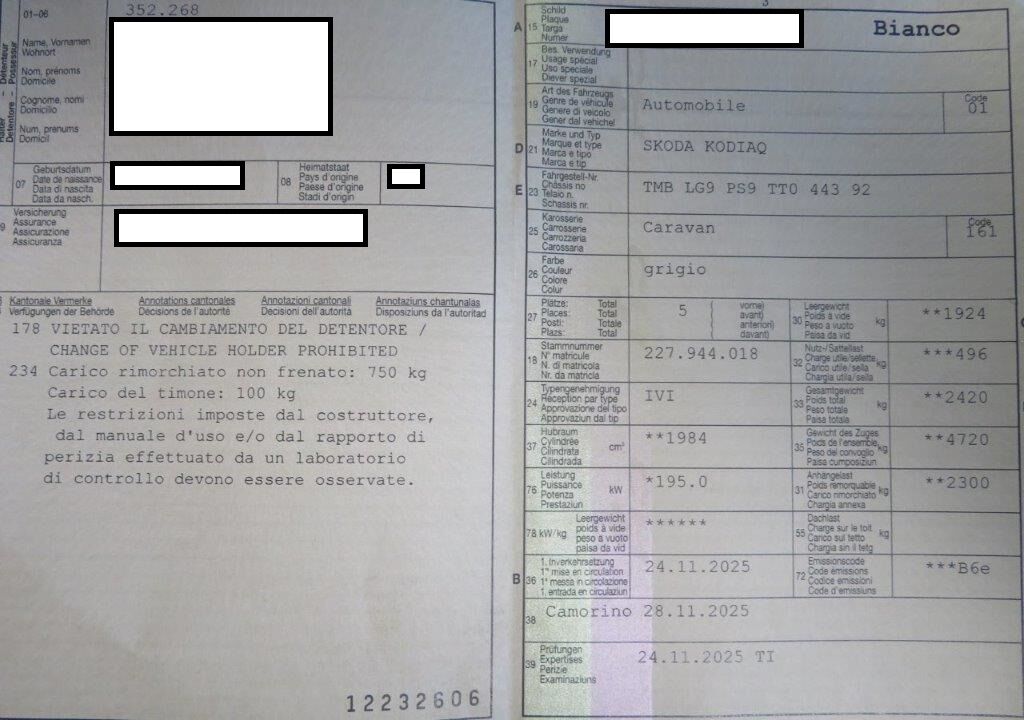 01–06
352.268
Halter – Détenteur
Detentore – Possessur
Name, Vornamen
Wohnort
Nom, prénoms
Domicile
Cognome, nomi
Domicilio
Num, prenums
Domicil
07
Geburtsdatum
Date de naissance
Data di nascita
Data da nasch.
08
Heimatstaat
Pays d'origine
Paese d'origine
Stadi d'origin
9
Versicherung
Assurance
Assicurazione
Assicuranza
Kantonale Vermerke
Verfügungen der Behörde
Annotations cantonales
Décisions de l'autorité
Annotazioni cantonali
Decisioni dell'autorità
Annotaziuns chantunalas
Disposiziuns da l'autoritad
178 VIETATO IL CAMBIAMENTO DEL DETENTORE /
CHANGE OF VEHICLE HOLDER PROHIBITED
234 Carico rimorchiato non frenato: 750 kg
Carico del timone: 100 kg
Le restrizioni imposte dal costruttore,
dal manuale d'uso e/o dal rapporto di
perizia effettuato da un laboratorio
di controllo devono essere osservate.
12232606
3
A 15
Schild
Plaque
Targa
Numer
Bianco
17
Bes. Verwendung
Usage spécial
Uso speciale
Diever spezial
19
Art des Fahrzeugs
Genre de véhicule
Genere di veicolo
Gener dal vehichel
Automobile
Code
01
D 21
Marke und Typ
Marque et type
Marca e tipo
Marca e tip
SKODA KODIAQ
E 23
Fahrgestell-Nr.
Châssis no
Telaio n.
Schassis nr.
TMB LG9 PS9 TT0 443 92
25
Karosserie
Carrosserie
Carrozzeria
Carossaria
Caravan
Code
161
26
Farbe
Couleur
Colore
Colur
grigio
27
Plätze: Total
Places: Total
Posti: Totale
Plazs: Total
5
( vorne)
( avant)
( anteriori)
( davant)
30
Leergewicht
Poids à vide
Peso a vuoto
Paisa da vid
kg
**1924
18
Stammnummer
N° matricule
N. di matricola
Nr. da matricla
227.944.018
32
Nutz-/Sattellast
Charge utile/sellette
Carico utile/sella
Chargia utila/sella
kg
***496
24
Typengenehmigung
Réception par type
Approvazione del tipo
Approvaziun dal tip
IVI
33
Gesamtgewicht
Poids total
Peso totale
Paisa totala
kg
**2420
37
Hubraum
Cylindrée
Cilindrata
Cilindrada
cm³
**1984
35
Gewicht des Zuges
Poids de l'ensemble
Peso del convoglio
Paisa cumposiziun
kg
**4720
76
Leistung
Puissance
Potenza
Prestaziun
kW
*195.0
31
Anhängelast
Poids remorquable
Carico rimorchiato
Chargia annexa
kg
**2300
78 kW/kg
Leergewicht
poids à vide
peso a vuoto
paisa da vid
******
55
Dachlast
Charge sur le toit
Carico sul tetto
Chargia sin il tetg
kg
B 36
1. Inverkehrsetzung
1re mise en circulation
1a messa in circolazione
1. entrada en circulaziun
24.11.2025
72
Emissionscode
Code émissions
Codice emissioni
Code d'emissiuns
***B6e
38
Camorino 28.11.2025
39
Prüfungen
Expertises
Perizie
Examinaziuns
24.11.2025 TI